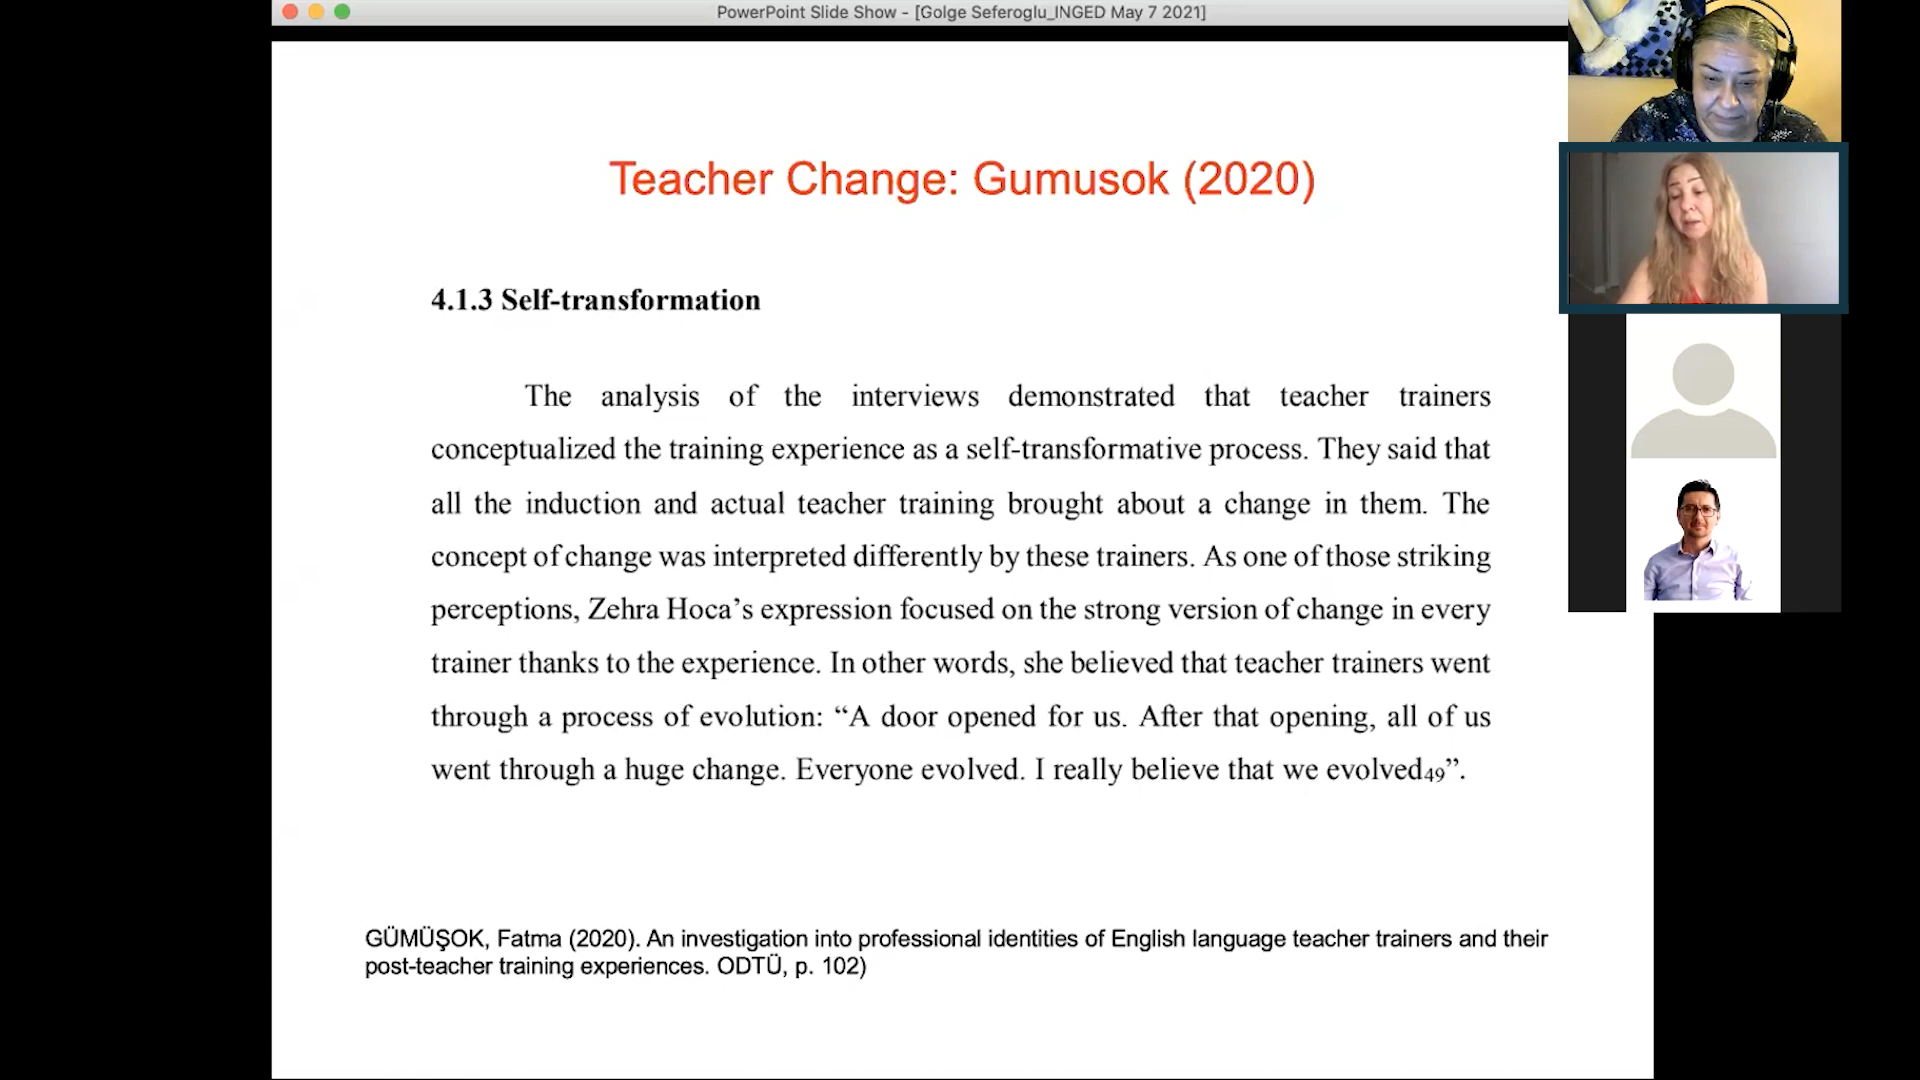 PowerPoint Slide Show - [Golge Seferoglu_INGED May 7 2021]
Teacher Change: Gumusok (2020)
4.1.3 Self-transformation
The analysis of the interviews demonstrated that teacher trainers
conceptualized the training experience as a self-transformative process. They said that
all the induction and actual teacher training brought about a change in them. The
concept of change was interpreted differently by these trainers. As one of those striking
perceptions, Zehra Hoca’s expression focused on the strong version of change in every
trainer thanks to the experience. In other words, she believed that teacher trainers went
through a process of evolution: “A door opened for us. After that opening, all of us
went through a huge change. Everyone evolved. I really believe that we evolved49”.
GÜMÜŞOK, Fatma (2020). An investigation into professional identities of English language teacher trainers and their
post-teacher training experiences. ODTÜ, p. 102)